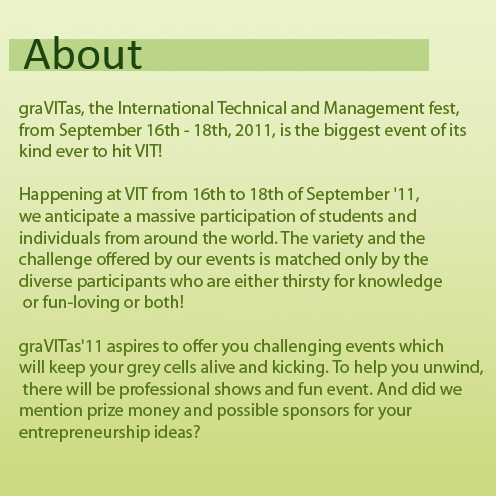 About
graVITas, the International Technical and Management fest,
from September 16th - 18th, 2011, is the biggest event of its
kind ever to hit VIT!
Happening at VIT from 16th to 18th of September '11,
we anticipate a massive participation of students and
individuals from around the world. The variety and the
challenge offered by our events is matched only by the
diverse participants who are either thirsty for knowledge
or fun-loving or both!
graVITas'11 aspires to offer you challenging events which
will keep your grey cells alive and kicking. To help you unwind,
there will be professional shows and fun event. And did we
mention prize money and possible sponsors for your
entrepreneurship ideas?